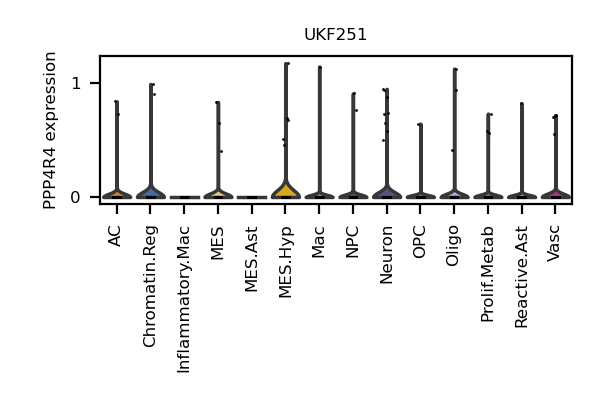 UKF251
PPP4R4 expression
1
0
AC
Chromatin.Reg
Inflammatory.Mac
MES
MES.Ast
MES.Hyp
Mac
NPC
Neuron
OPC
Oligo
Prolif.Metab
Reactive.Ast
Vasc